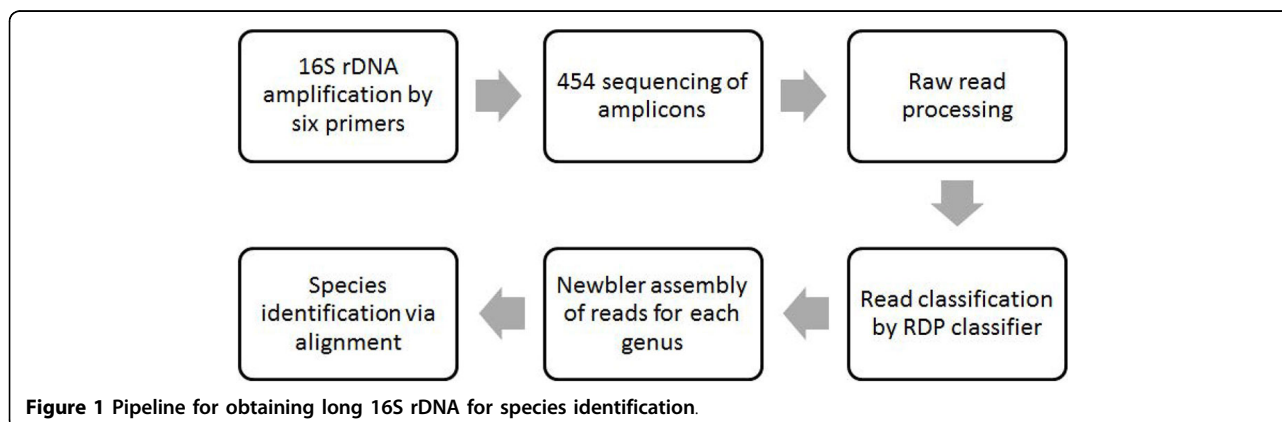 16S rDNA
amplification by
six primers
454 sequencing of
amplicons
Raw read
processing
Read classification
by RDP classifier
Newbler assembly
of reads for each
genus
Species
identification via
alignment
Figure 1 Pipeline for obtaining long 16S rDNA for species identification.